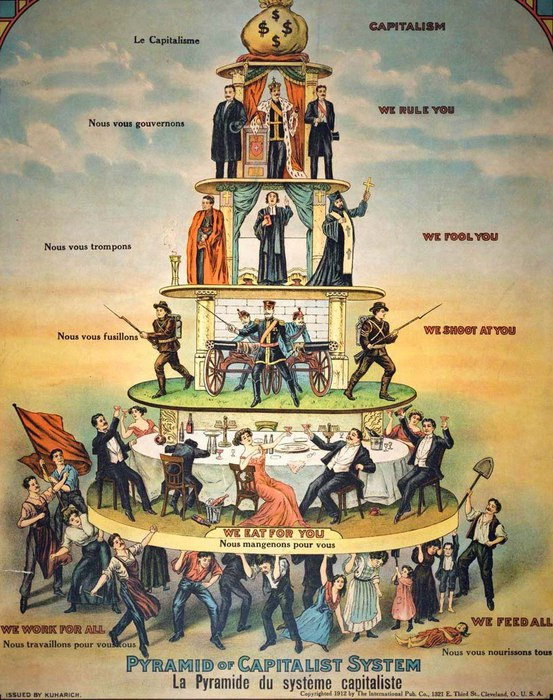 $ $ $ $
CAPITALISM
Le Capitalisme
WE RULE YOU
Nous vous gouvernons
WE FOOL YOU
Nous vous trompons
WE SHOOT AT YOU
Nous vous fusillons
WE EAT FOR YOU
Nous mangenons pour vous
WE WORK FOR ALL
Nous travaillons pour vous tous
WE FEED ALL
Nous vous nourissons tous
PYRAMID OF CAPITALIST SYSTEM
La Pyramide du système capitaliste
ISSUED BY KUHARICH.
Copyrighted 1912 by The International Pub. Co., 1321 E. Third St., Cleveland, O., U. S. A.